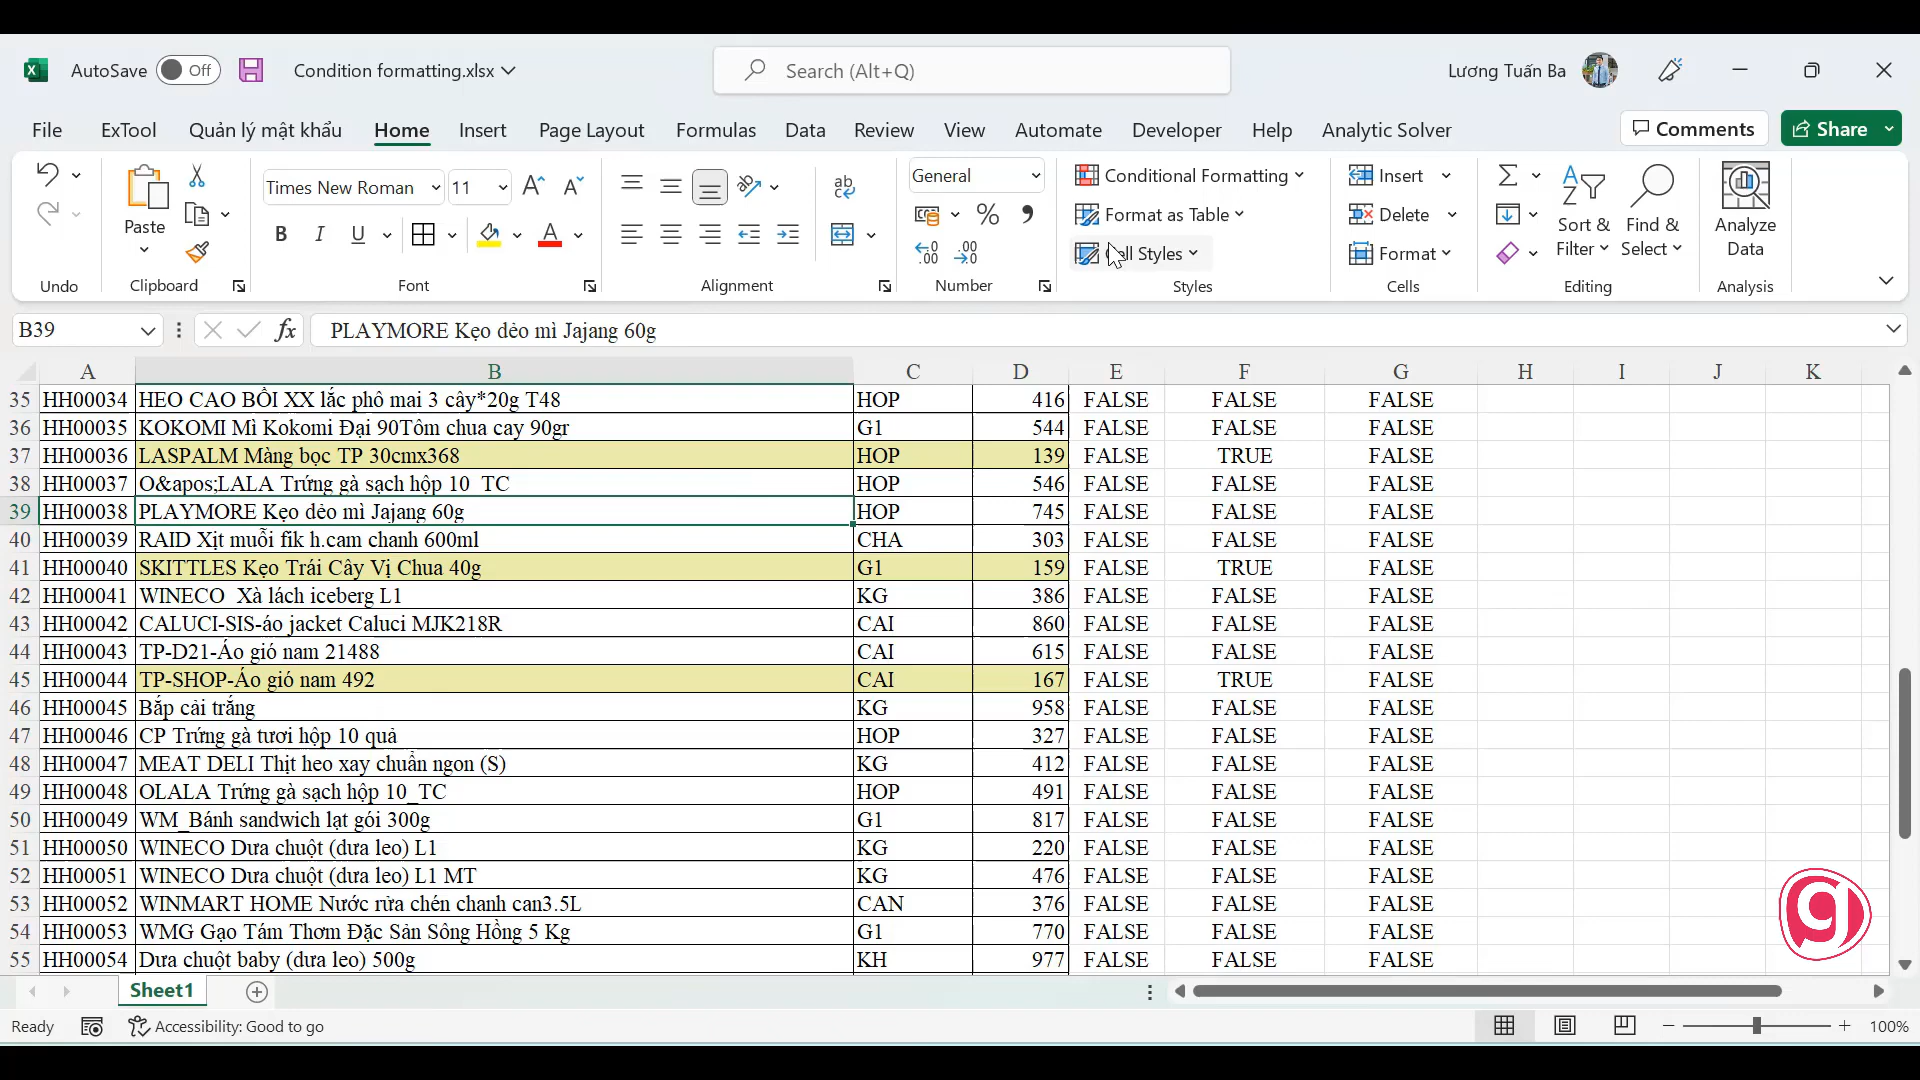 AutoSave Off Condition formatting.xlsx Search (Alt+Q) Lương Tuấn Ba
File ExTool Quản lý mật khẩu Home Insert Page Layout Formulas Data Review View Automate Developer Help Analytic Solver Comments Share
Times New Roman 11 General Conditional Formatting Insert
Paste Format as Table Delete Sort & Find & Analyze
B I U Cell Styles Format Filter Select Data
Undo Clipboard Font Alignment Number Styles Cells Editing Analysis
B39 fx PLAYMORE Kẹo dẻo mì Jajang 60g
A B C D E F G H I J K
35 HH00034 HEO CAO BỒI XX lắc phô mai 3 cây*20g T48 HOP 416 FALSE FALSE FALSE
36 HH00035 KOKOMI Mì Kokomi Đại 90Tôm chua cay 90gr G1 544 FALSE FALSE FALSE
37 HH00036 LASPALM Màng bọc TP 30cmx368 HOP 139 FALSE TRUE FALSE
38 HH00037 O&apos;LALA Trứng gà sạch hộp 10_TC HOP 546 FALSE FALSE FALSE
39 HH00038 PLAYMORE Kẹo dẻo mì Jajang 60g HOP 745 FALSE FALSE FALSE
40 HH00039 RAID Xịt muỗi fik h.cam chanh 600ml CHA 303 FALSE FALSE FALSE
41 HH00040 SKITTLES Kẹo Trái Cây Vị Chua 40g G1 159 FALSE TRUE FALSE
42 HH00041 WINECO Xà lách iceberg L1 KG 386 FALSE FALSE FALSE
43 HH00042 CALUCI-SIS-áo jacket Caluci MJK218R CAI 860 FALSE FALSE FALSE
44 HH00043 TP-D21-Áo gió nam 21488 CAI 615 FALSE FALSE FALSE
45 HH00044 TP-SHOP-Áo gió nam 492 CAI 167 FALSE TRUE FALSE
46 HH00045 Bắp cải trắng KG 958 FALSE FALSE FALSE
47 HH00046 CP Trứng gà tươi hộp 10 quả HOP 327 FALSE FALSE FALSE
48 HH00047 MEAT DELI Thịt heo xay chuẩn ngon (S) KG 412 FALSE FALSE FALSE
49 HH00048 OLALA Trứng gà sạch hộp 10_TC HOP 491 FALSE FALSE FALSE
50 HH00049 WM_Bánh sandwich lạt gói 300g G1 817 FALSE FALSE FALSE
51 HH00050 WINECO Dưa chuột (dưa leo) L1 KG 220 FALSE FALSE FALSE
52 HH00051 WINECO Dưa chuột (dưa leo) L1 MT KG 476 FALSE FALSE FALSE
53 HH00052 WINMART HOME Nước rửa chén chanh can3.5L CAN 376 FALSE FALSE FALSE
54 HH00053 WMG Gạo Tám Thơm Đặc Sản Sông Hồng 5 Kg G1 770 FALSE FALSE FALSE
55 HH00054 Dưa chuột baby (dưa leo) 500g KH 977 FALSE FALSE FALSE
Sheet1
Ready Accessibility: Good to go 100%